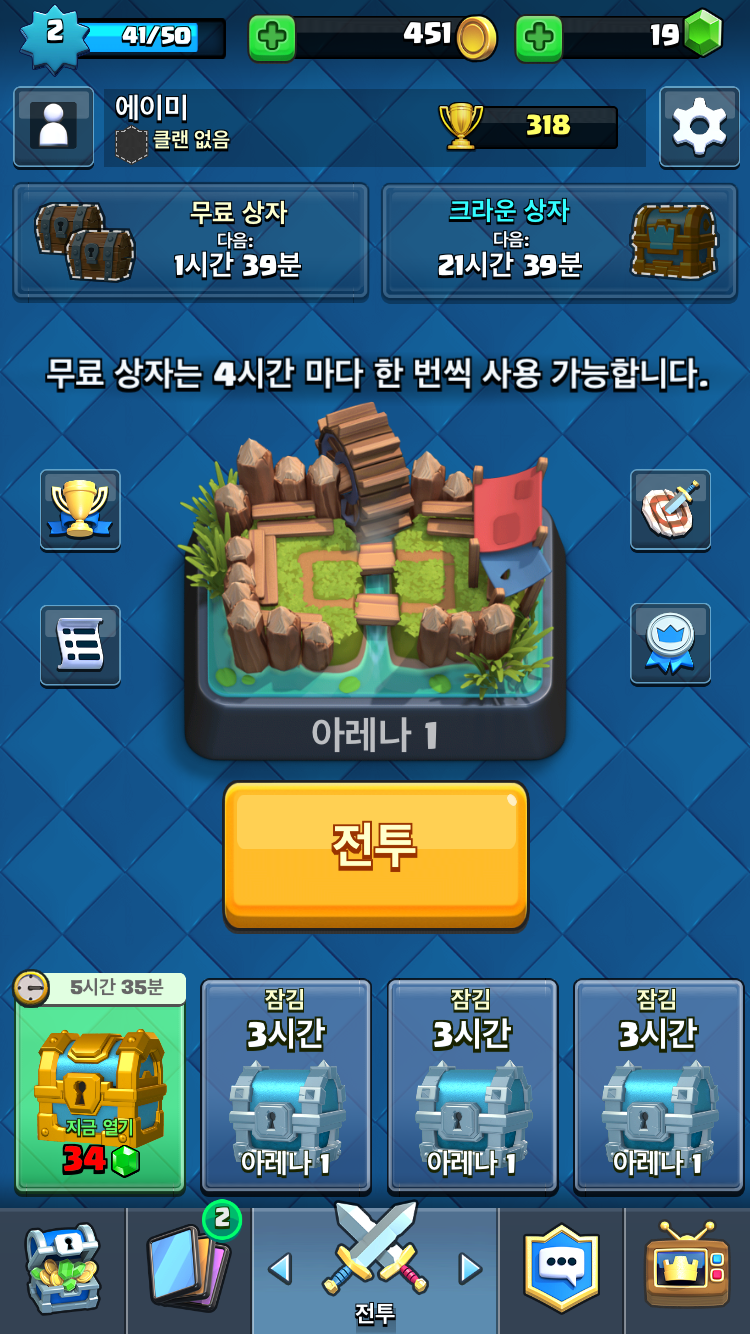 2
41/50
451
19
에이미
클랜 없음
318
무료 상자
다음:
1시간 39분
크라운 상자
다음:
21시간 39분
무료 상자는 4시간 마다 한 번씩 사용 가능합니다.
아레나 1
전투
5시간 35분
지금 열기
34
잠김
3시간
아레나 1
잠김
3시간
아레나 1
잠김
3시간
아레나 1
2
전투